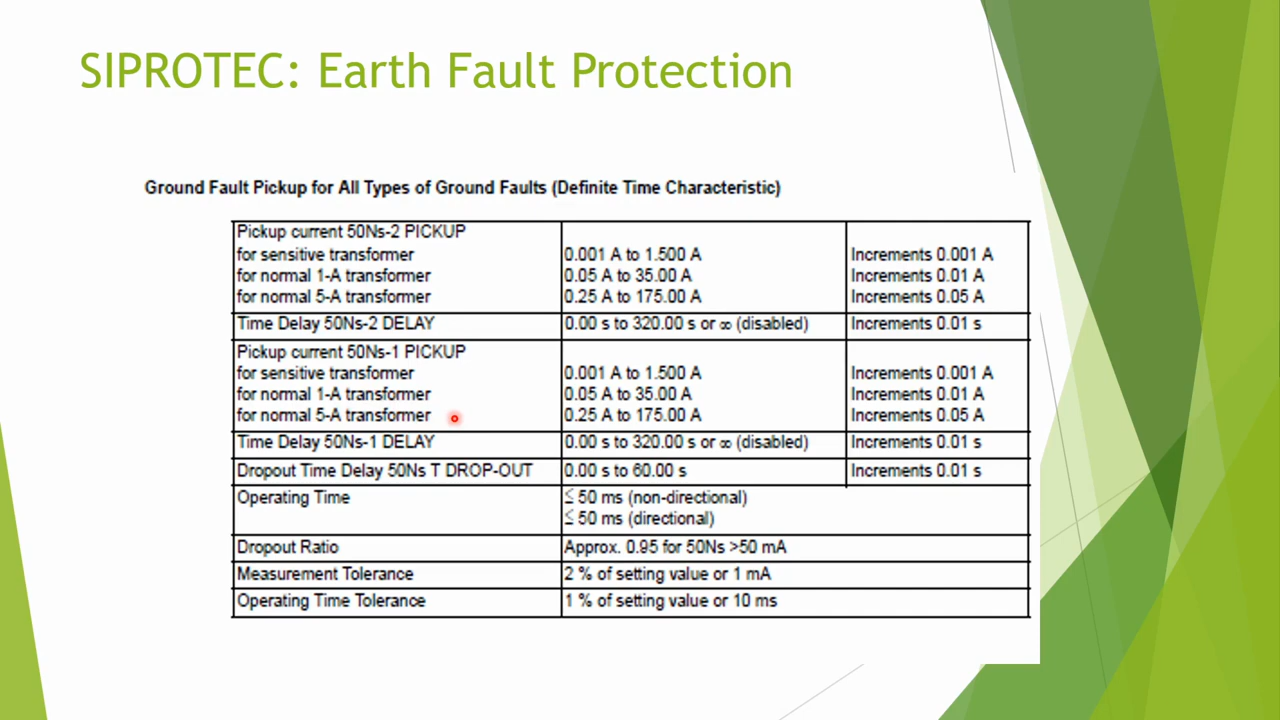 SIPROTEC: Earth Fault Protection
Ground Fault Pickup for All Types of Ground Faults (Definite Time Characteristic)
Pickup current 50Ns-2 PICKUP
for sensitive transformer 0.001 A to 1.500 A Increments 0.001 A
for normal 1-A transformer 0.05 A to 35.00 A Increments 0.01 A
for normal 5-A transformer 0.25 A to 175.00 A Increments 0.05 A
Time Delay 50Ns-2 DELAY 0.00 s to 320.00 s or ∞ (disabled) Increments 0.01 s
Pickup current 50Ns-1 PICKUP
for sensitive transformer 0.001 A to 1.500 A Increments 0.001 A
for normal 1-A transformer 0.05 A to 35.00 A Increments 0.01 A
for normal 5-A transformer 0.25 A to 175.00 A Increments 0.05 A
Time Delay 50Ns-1 DELAY 0.00 s to 320.00 s or ∞ (disabled) Increments 0.01 s
Dropout Time Delay 50Ns T DROP-OUT 0.00 s to 60.00 s Increments 0.01 s
Operating Time ≤ 50 ms (non-directional)
≤ 50 ms (directional)
Dropout Ratio Approx. 0.95 for 50Ns >50 mA
Measurement Tolerance 2 % of setting value or 1 mA
Operating Time Tolerance 1 % of setting value or 10 ms